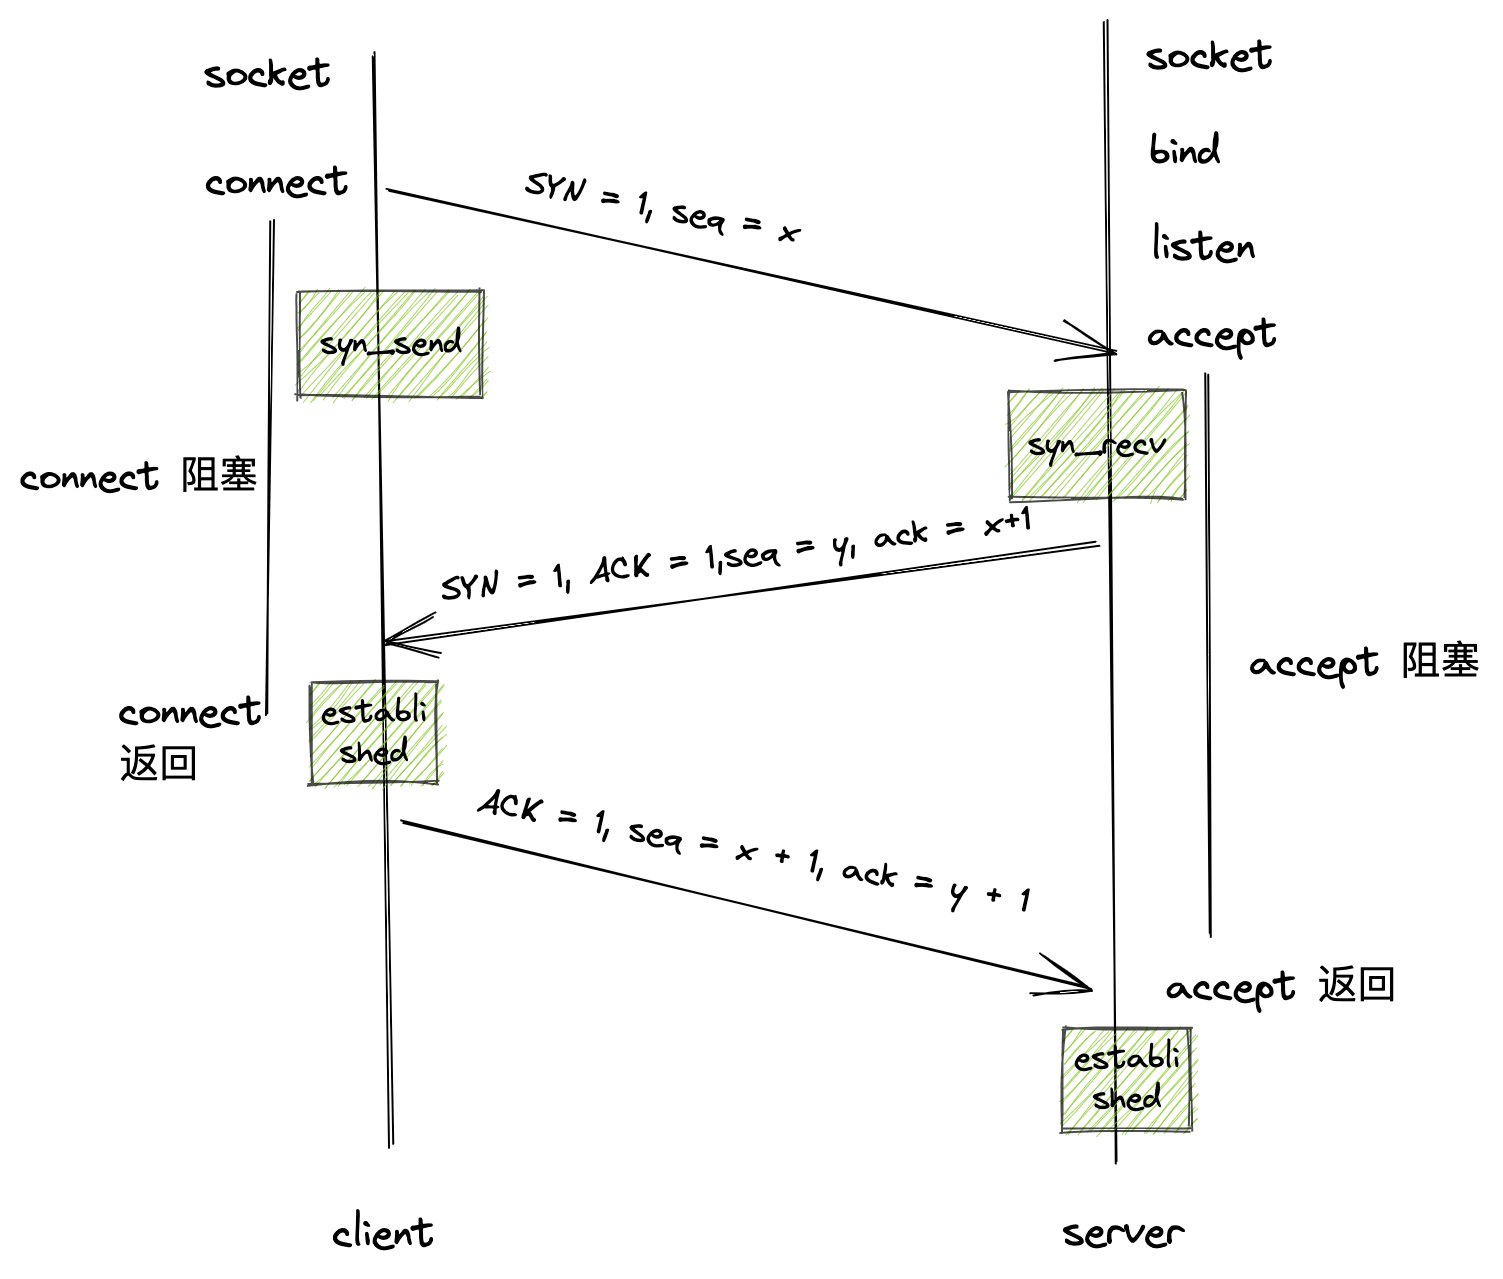 socket
socket
bind
connect
SYN = 1, seq = x
listen
accept
syn_send
syn_recv
connect 阻塞
SYN = 1, ACK = 1,seq = y, ack = x+1
accept 阻塞
connect
返回
establi
shed
ACK = 1, seq = x + 1, ack = y + 1
accept 返回
establi
shed
client
server